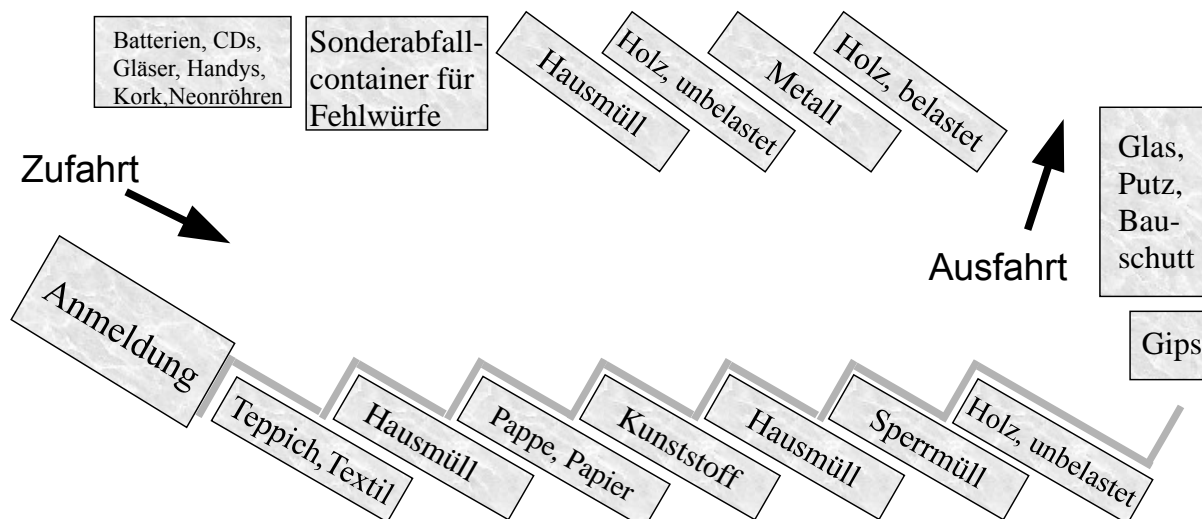 Batterien, CDs,
Gläser, Handys,
Kork,Neonröhren
Sonderabfall-
container für
Fehlwürfe
Hausmüll
Holz, unbelastet
Metall
Holz, belastet
Zufahrt
Glas,
Putz,
Bau-
schutt
Ausfahrt
Anmeldung
Gips
Teppich, Textil
Hausmüll
Pappe, Papier
Kunststoff
Hausmüll
Sperrmüll
Holz, unbelastet